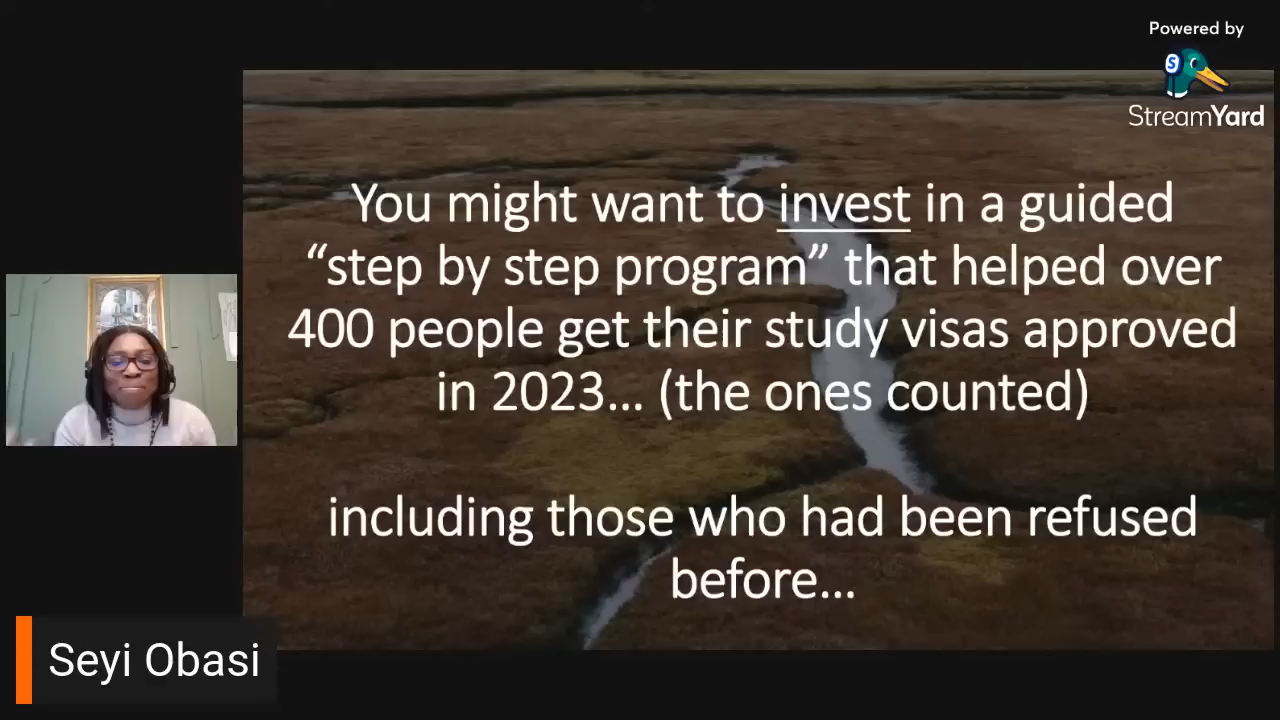 Powered by
StreamYard
You might want to invest in a guided
“step by step program” that helped over
400 people get their study visas approved
in 2023... (the ones counted)
including those who had been refused
before...
Seyi Obasi